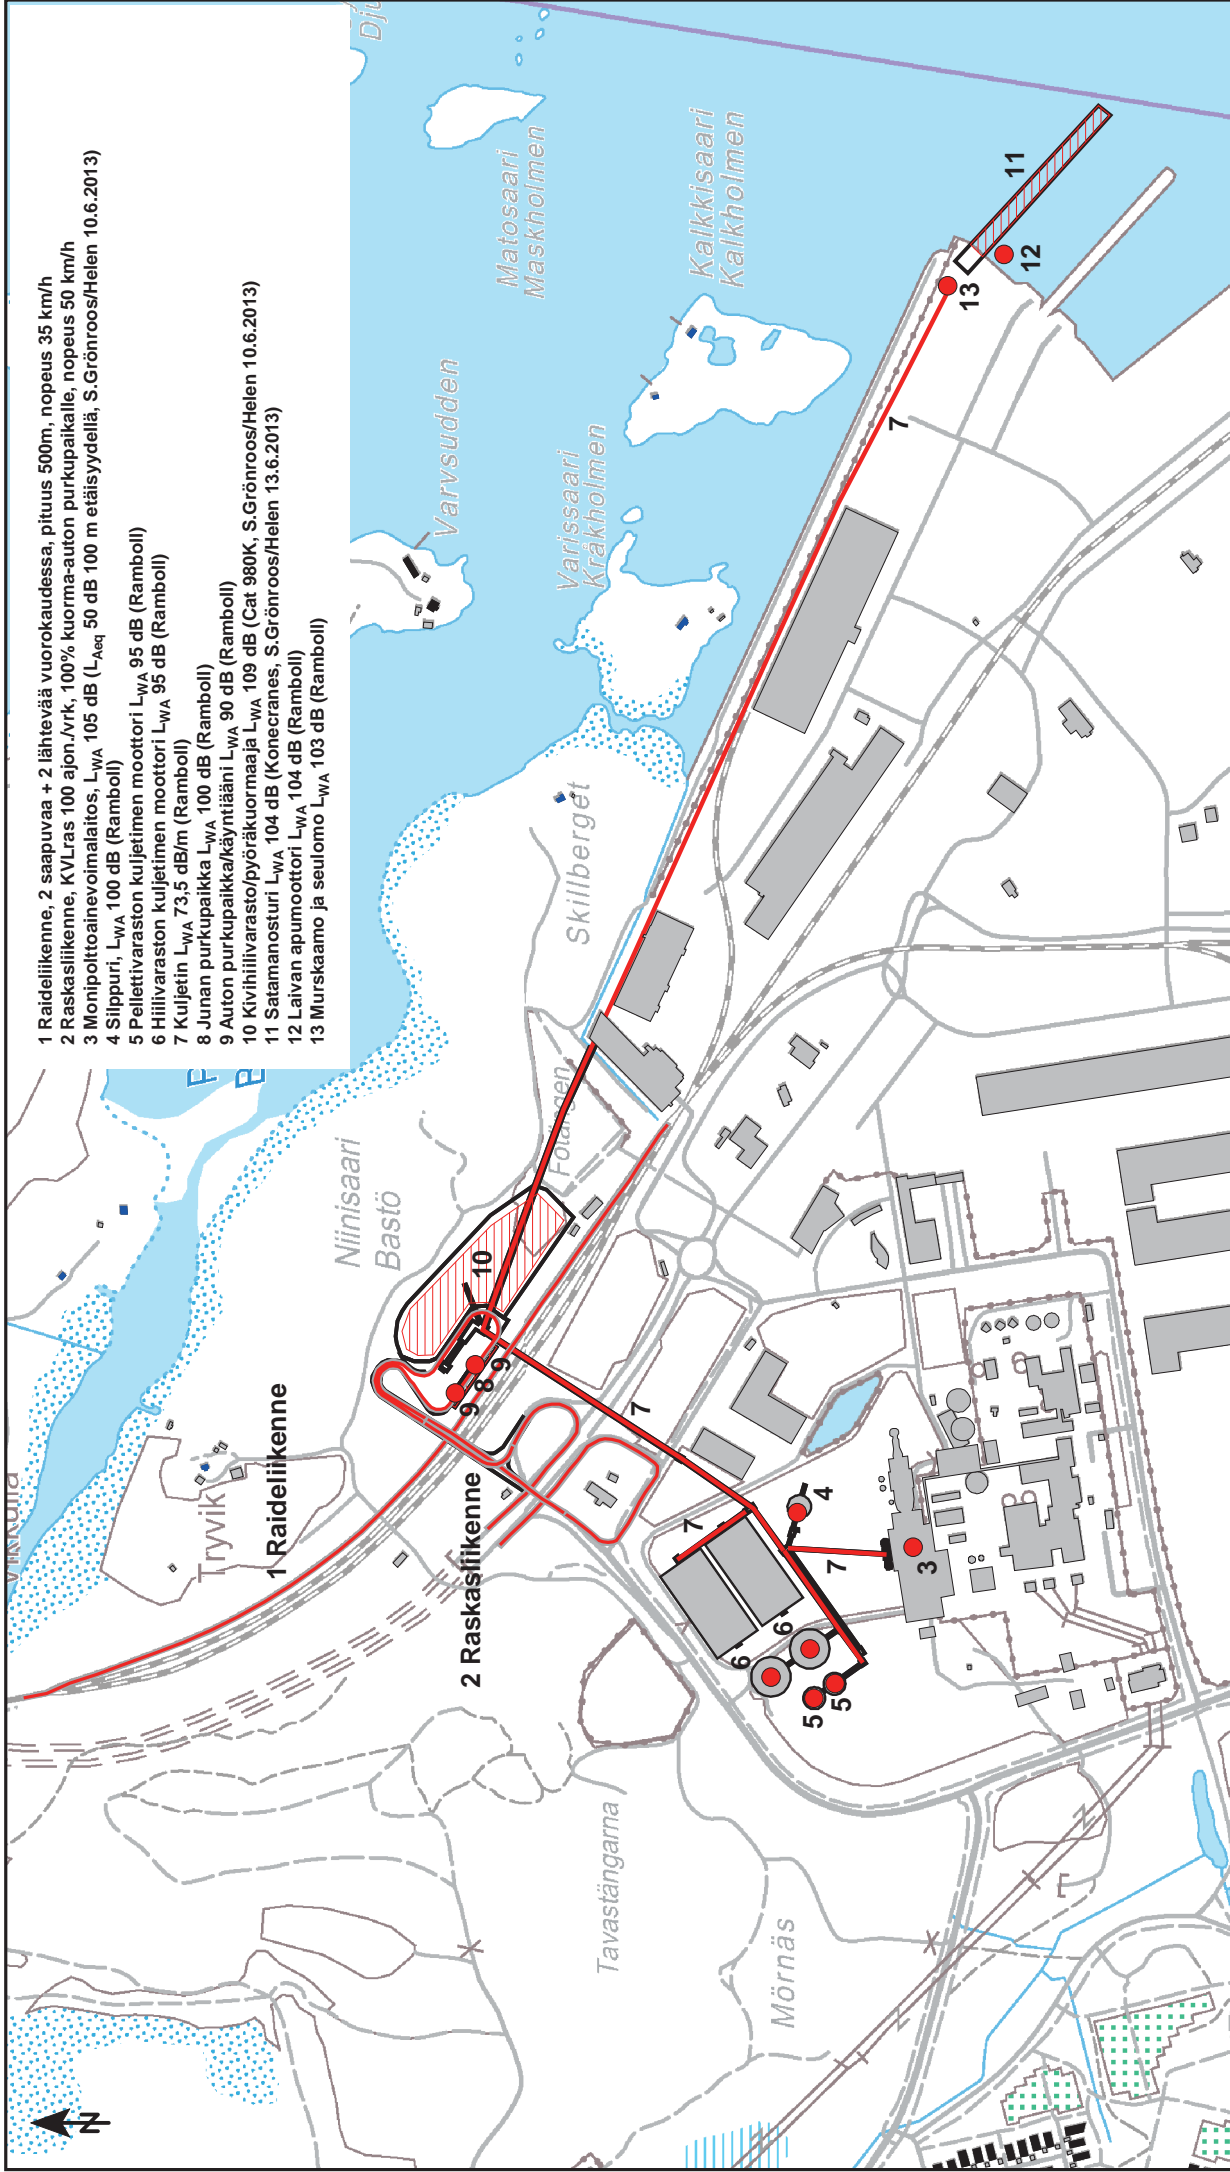 1 Raideliikenne, 2 saapuvaa + 2 lähtevää vuorokaudessa, pituus 500m, nopeus 35 km/h
2 Raskasliikenne, KVLras 100 ajon./vrk, 100% kuorma-auton purkupaikalle, nopeus 50 km/h
3 Monipolttoainevoimalaitos, LWA 105 dB (LAeq 50 dB 100 m etäisyydellä, S.Grönroos/Helen 10.6.2013)
4 Silppuri, LWA 100 dB (Ramboll)
5 Pellettivaraston kuljetimen moottori LWA 95 dB (Ramboll)
6 Hiilivaraston kuljetimen moottori LWA 95 dB (Ramboll)
7 Kuljetin LWA 73,5 dB/m (Ramboll)
8 Junan purkupaikka LWA 100 dB (Ramboll)
9 Auton purkupaikka/käyntiääni LWA 90 dB (Ramboll)
10 Kivihiilivarasto/pyöräkuormaaja LWA 109 dB (Cat 980K, S.Grönroos/Helen 10.6.2013)
11 Satamanosturi LWA 104 dB (Konecranes, S.Grönroos/Helen 13.6.2013)
12 Laivan apumoottori LWA 104 dB (Ramboll)
13 Murskaamo ja seulomo LWA 103 dB (Ramboll)
N
Tryvik
1 Raideliikenne
2 Raskasliikenne
Niinisaari
Bastö
Fölängen
Skillberget
Varvsudden
Varissaari
Kråkholmen
Matosaari
Maskholmen
Kalkkisaari
Kalkholmen
Tavastängarna
Mörnäs
10
9
8
9
7
7
7
7
6
6
5
5
4
3
13
12
11